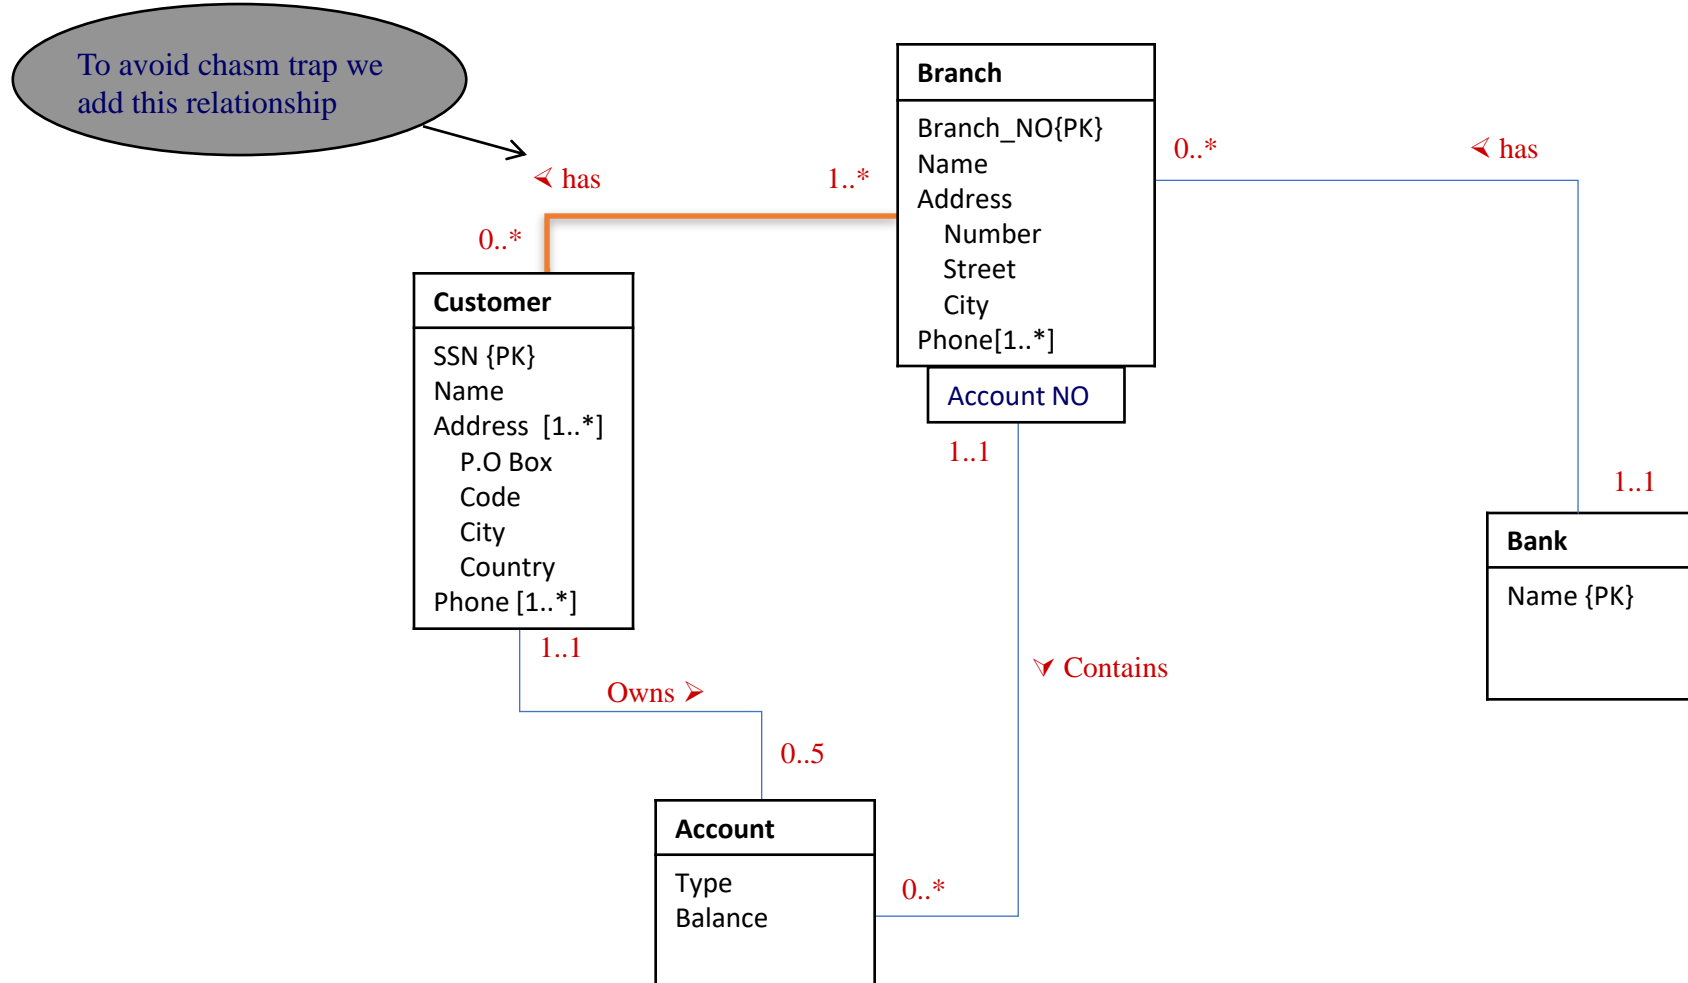 To avoid chasm trap we
add this relationship
Branch
Branch_NO{PK}
Name
Address
Number
Street
City
Phone[1..*]
Account NO
0..*
⮘ has
⮘ has
1..*
0..*
Customer
SSN {PK}
Name
Address [1..*]
P.O Box
Code
City
Country
Phone [1..*]
1..1
1..1
Bank
Name {PK}
1..1
Owns ➢
⮛ Contains
0..5
Account
Type
Balance
0..*